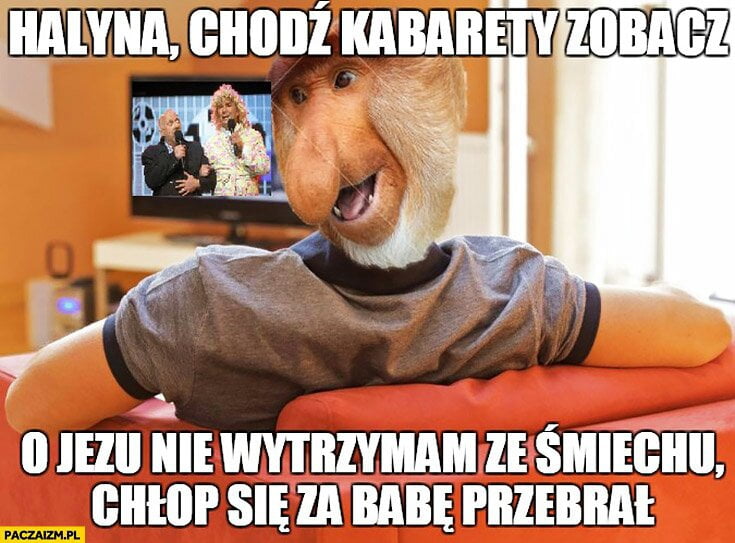 HALYNA, CHODŹ KABARETY ZOBACZ
O JEZU NIE WYTRZYMAM ZE ŚMIECHU,
CHŁOP SIĘ ZA BABĘ PRZEBRAŁ
PACZAIZM.PL